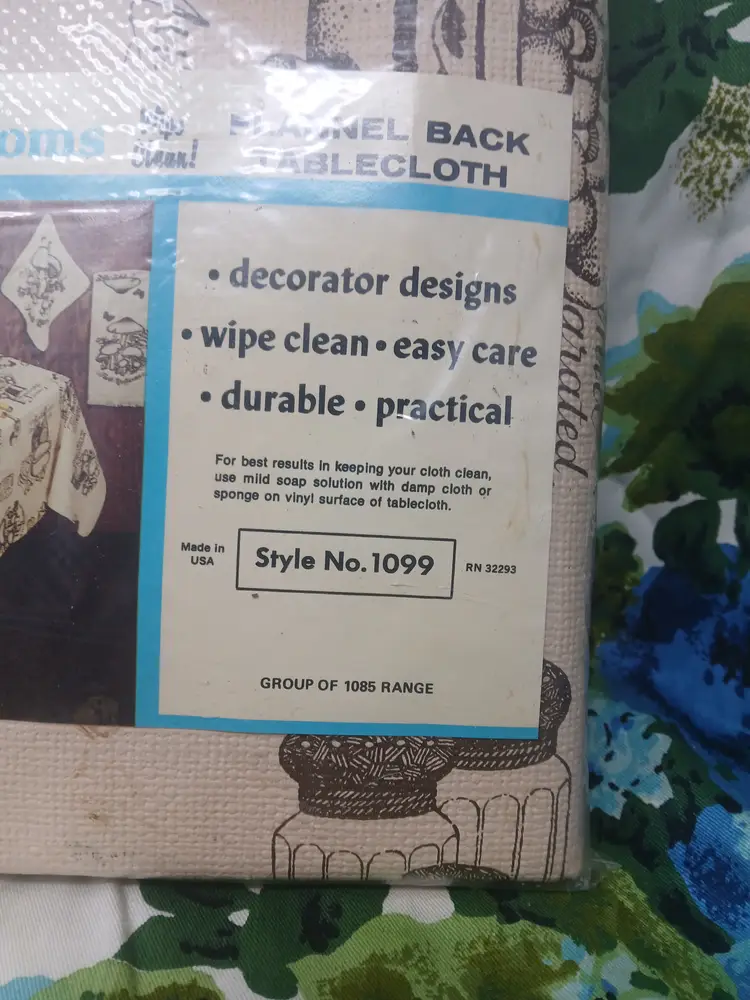 oms
Wipe
Clean!
FLANNEL BACK
TABLECLOTH
• decorator designs
• wipe clean • easy care
• durable • practical
For best results in keeping your cloth clean,
use mild soap solution with damp cloth or
sponge on vinyl surface of tablecloth.
Made in
USA
Style No. 1099
RN 32293
GROUP OF 1085 RANGE